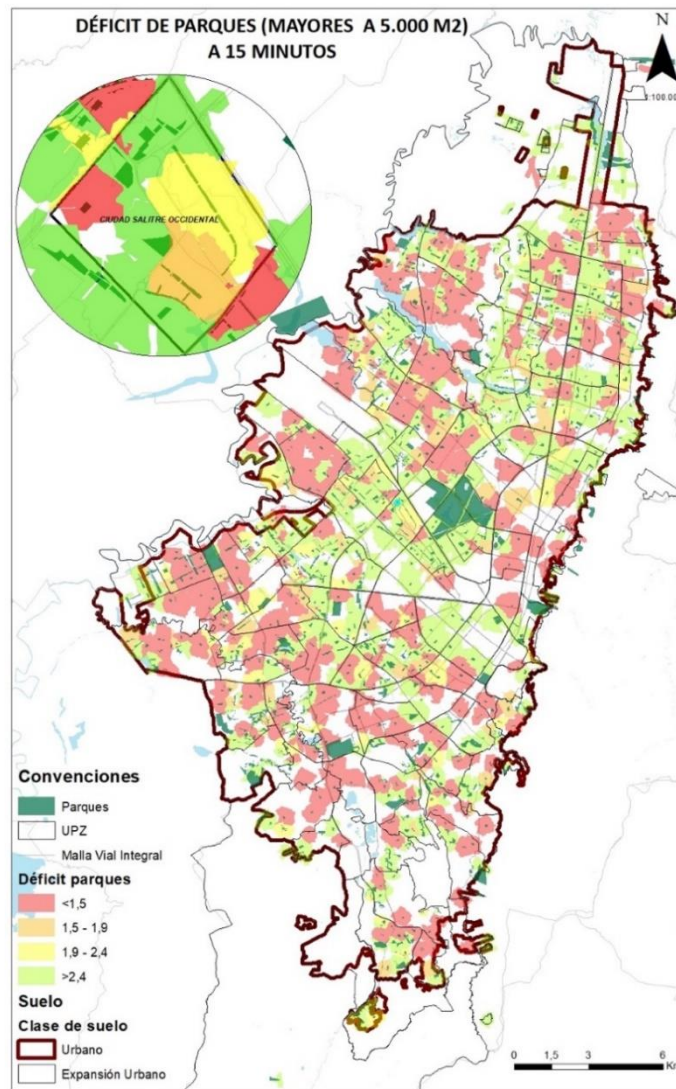 DÉFICIT DE PARQUES (MAYORES A 5.000 M2)
A 15 MINUTOS
N
CIUDAD SALITRE OCCIDENTAL
Convenciones
Parques
UPZ
Malla Vial Integral
Déficit parques
<1,5
1,5 - 1,9
1,9 - 2,4
>2,4
Suelo
Clase de suelo
Urbano
Expansión Urbano
0 1,5 3 6